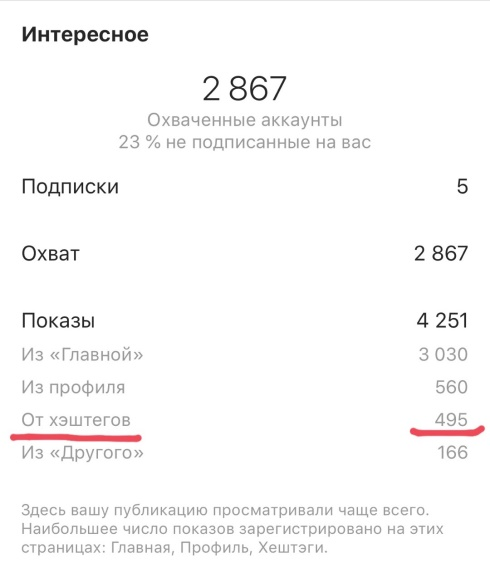 Интересное
2 867
Охваченные аккаунты
23 % не подписанные на вас
Подписки 5
Охват 2 867
Показы 4 251
Из «Главной» 3 030
Из профиля 560
От хэштегов 495
Из «Другого» 166
Здесь вашу публикацию просматривали чаще всего.
Наибольшее число показов зарегистрировано на этих
страницах: Главная, Профиль, Хештэги.